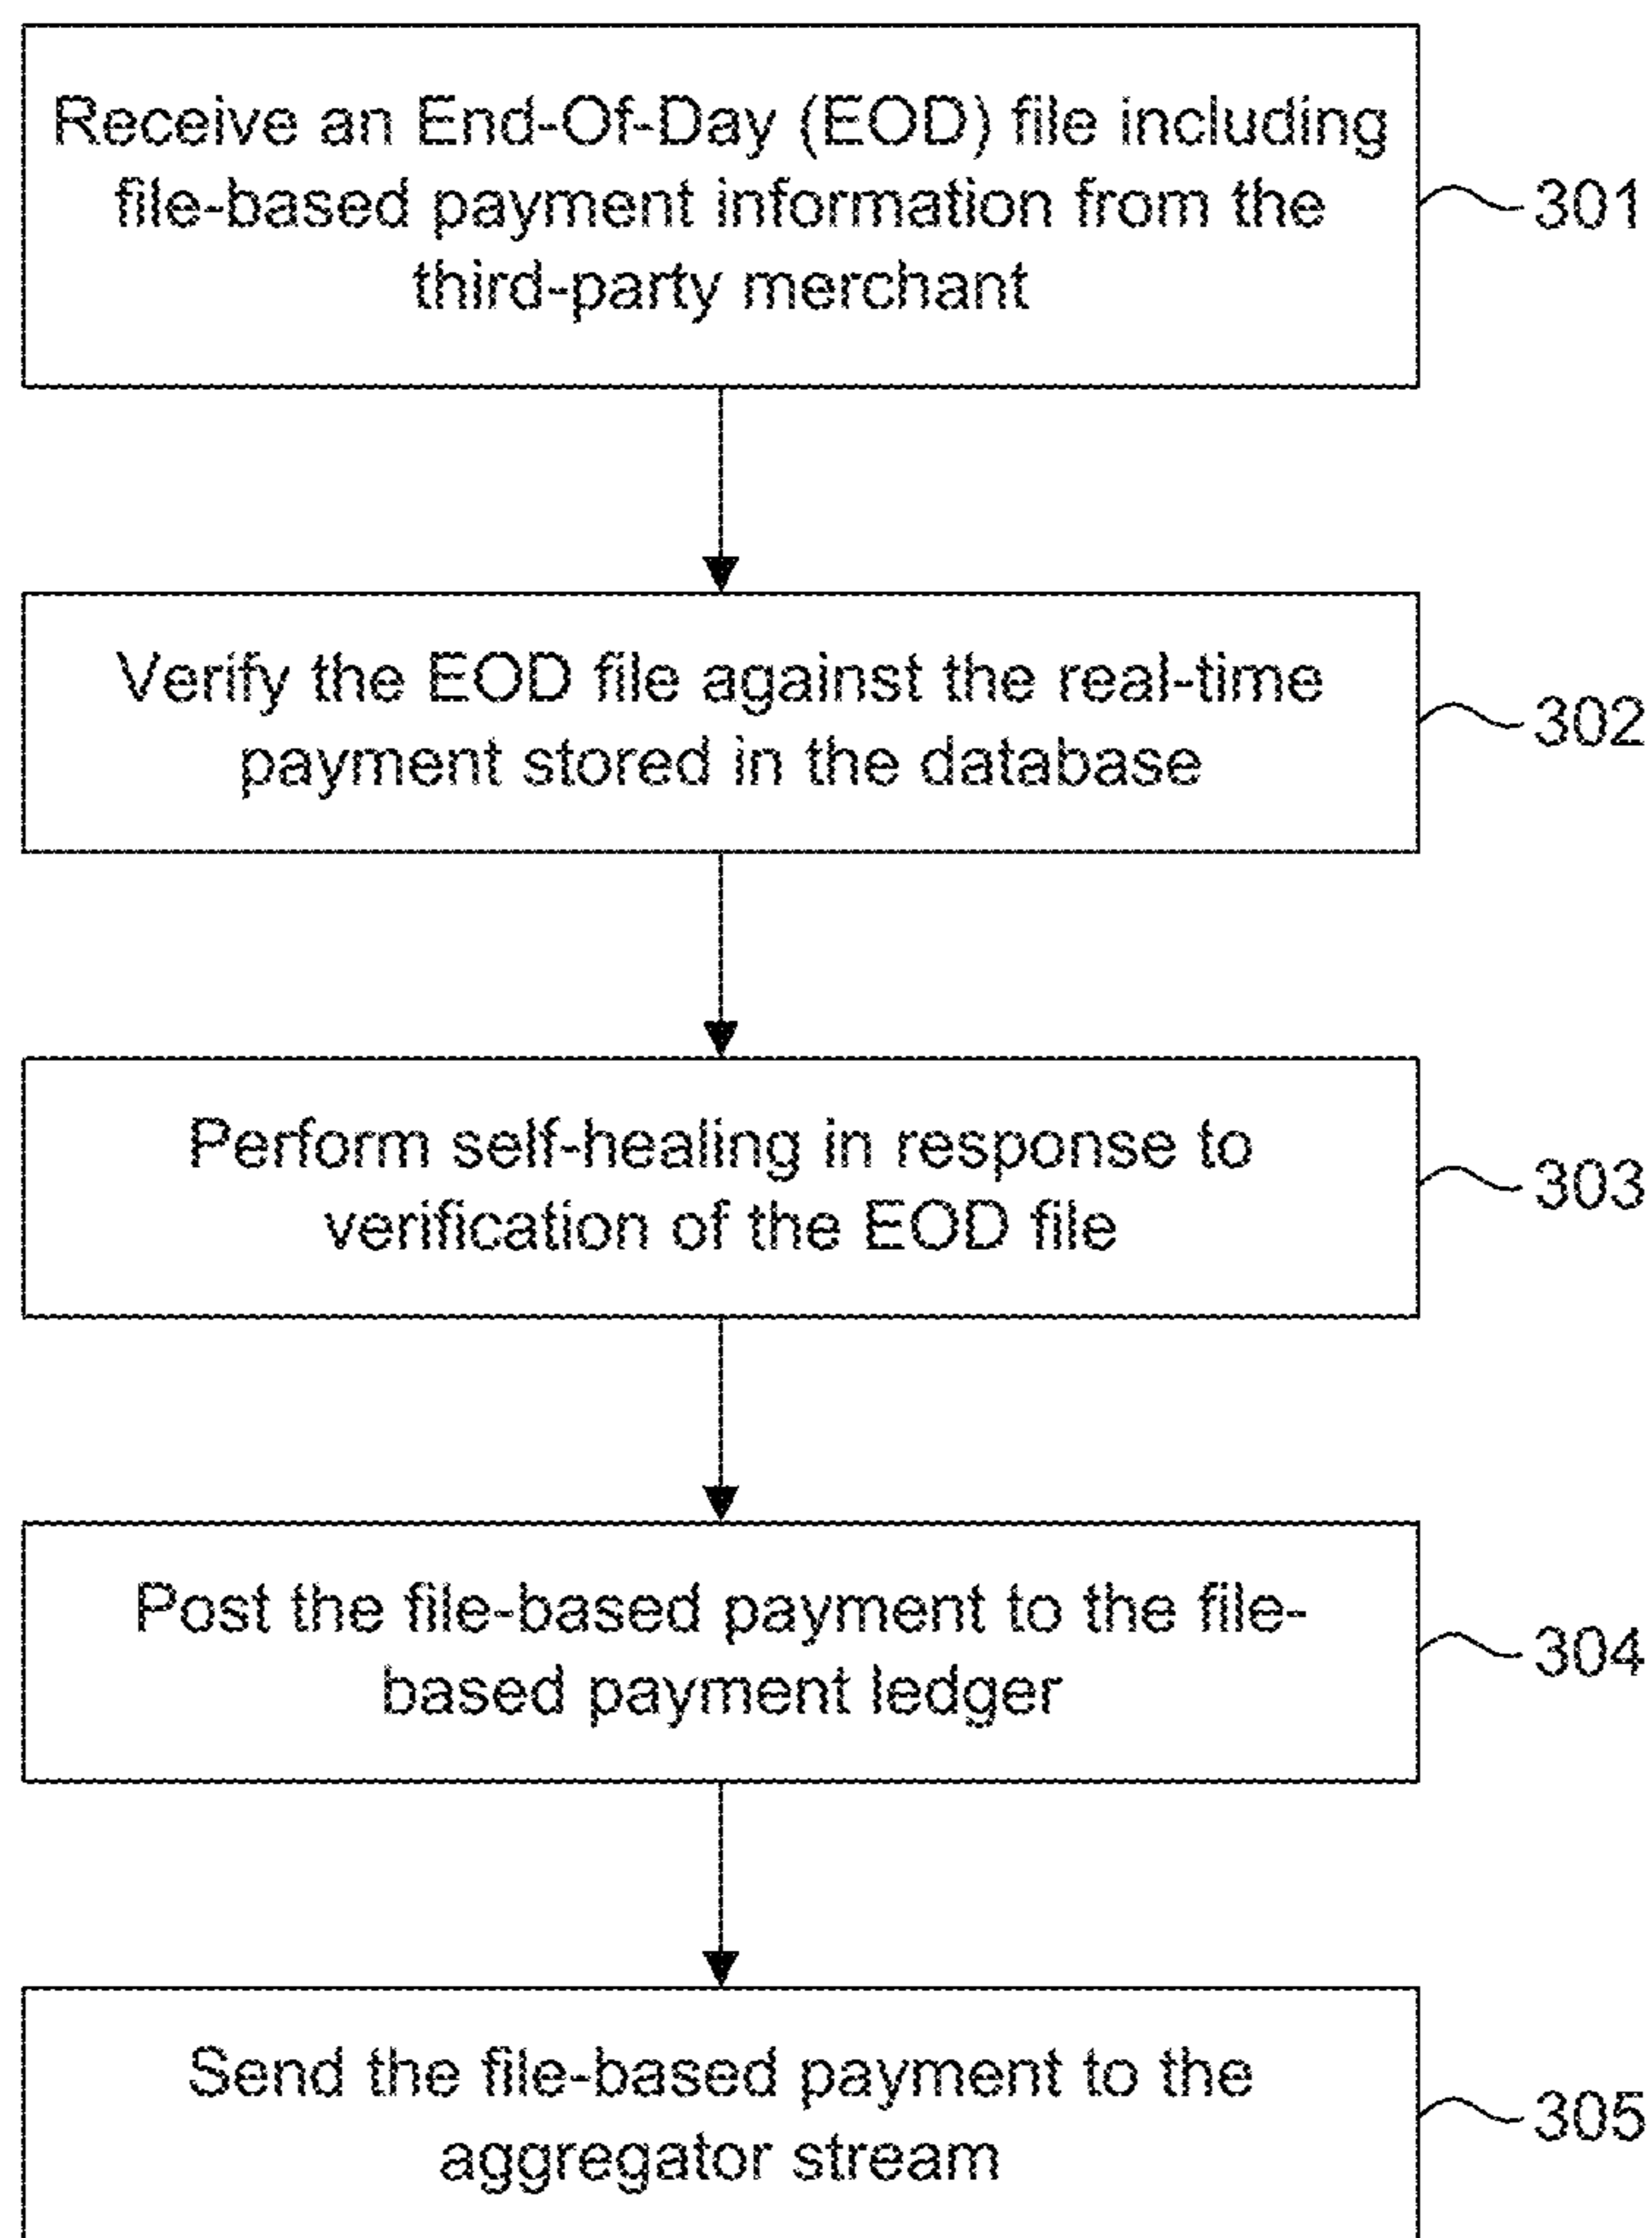 Receive an End-Of-Day (EOD) file including
file-based payment information from the
third-party merchant
301
Verify the EOD file against the real-time
payment stored in the database
302
Perform self-healing in response to
verification of the EOD file
303
Post the file-based payment to the file-
based payment ledger
304
Send the file-based payment to the
aggregator stream
305